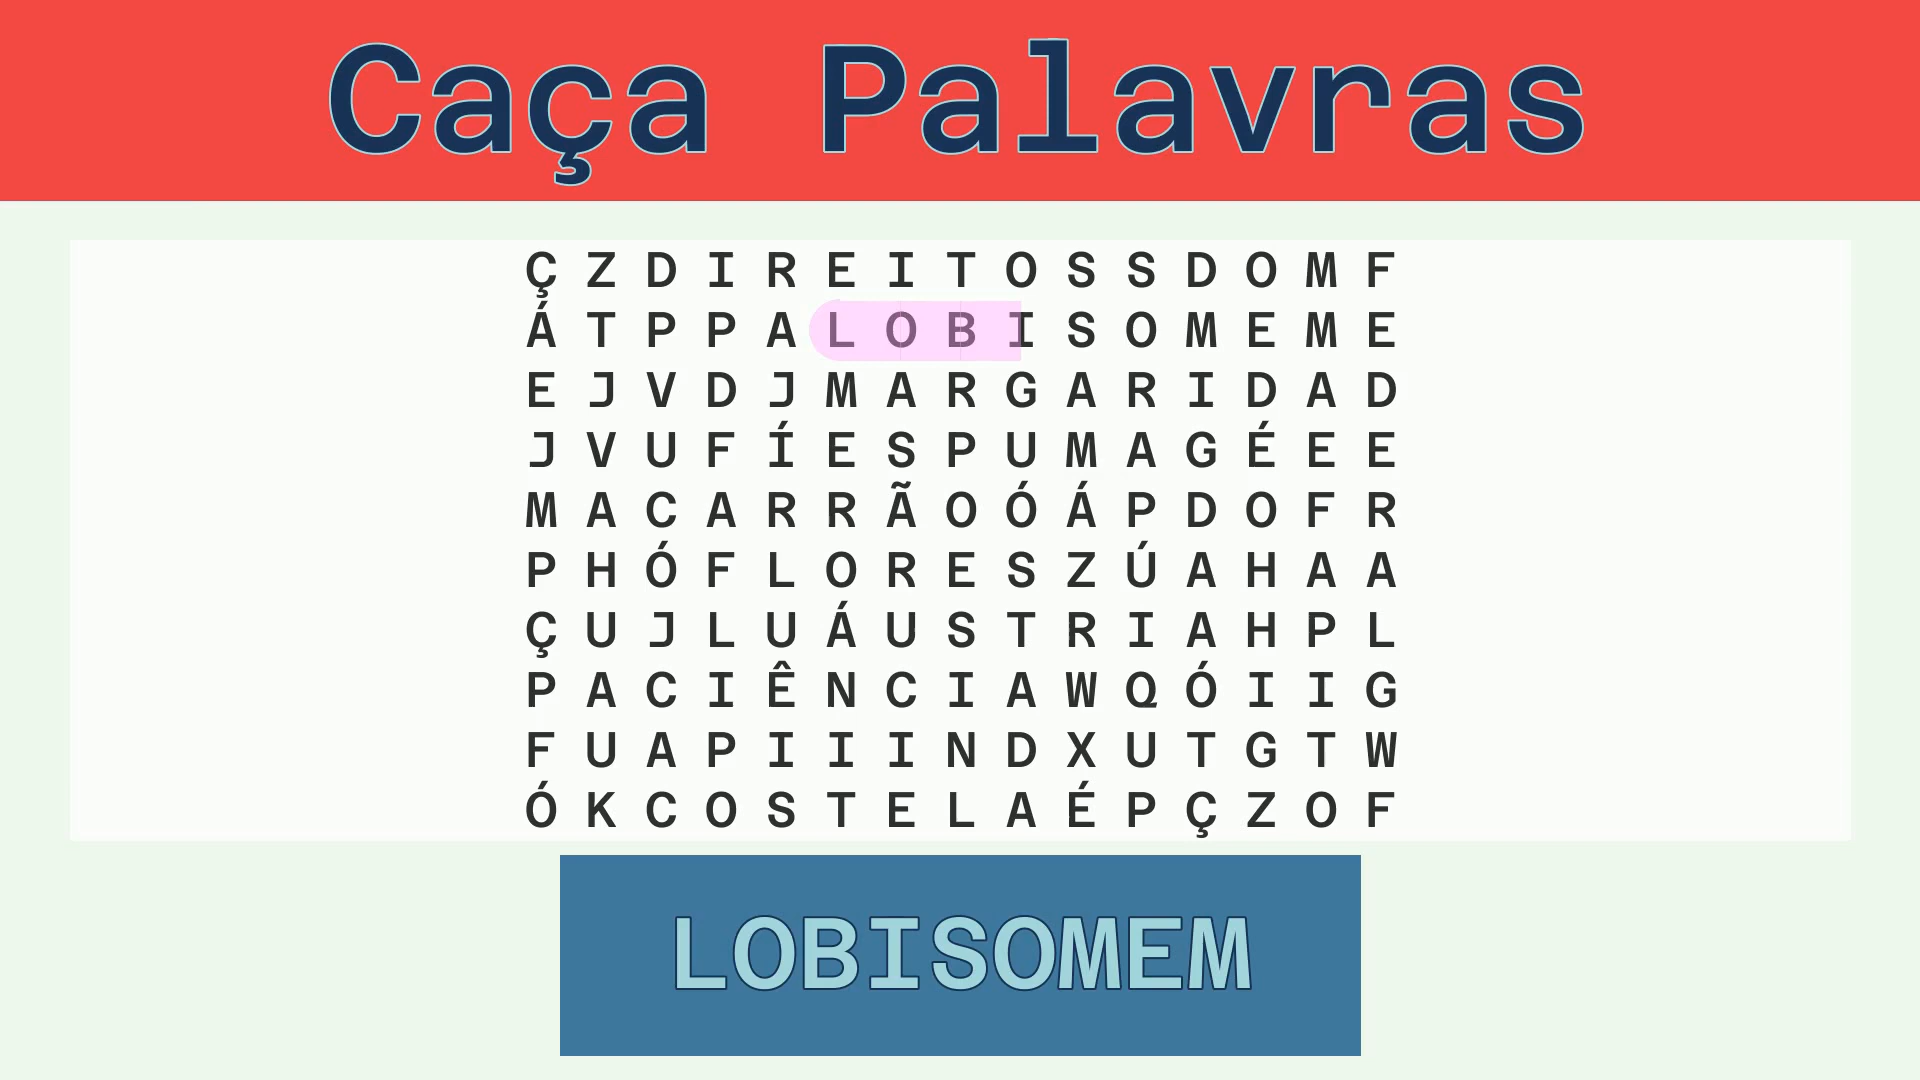 Caça Palavras
Ç Z D I R E I T O S S D O M F
Á T P P A L O B I S O M E M E
E J V D J M A R G A R I D A D
J V U F Í E S P U M A G É E E
M A C A R R Ã O Ó Á P D O F R
P H Ó F L O R E S Z Ú A H A A
Ç U J L U Á U S T R I A H P L
P A C I Ê N C I A W Q Ó I I G
F U A P I I I N D X U T G T W
Ó K C O S T E L A É P Ç Z O F
LOBISOMEM